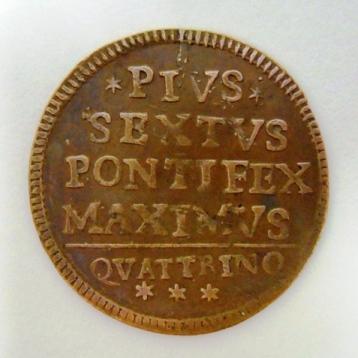 * PIVS *
SEXTVS
PONTIFEX
MAXIMVS
QVATTRINO
* * *